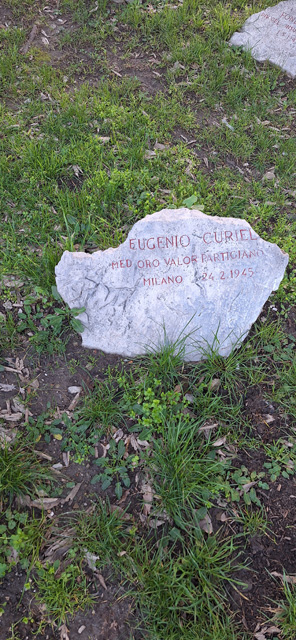 EUGENIO CURIEL
MED. ORO VALOR PARTIGIANO
MILANO 24.2.1945